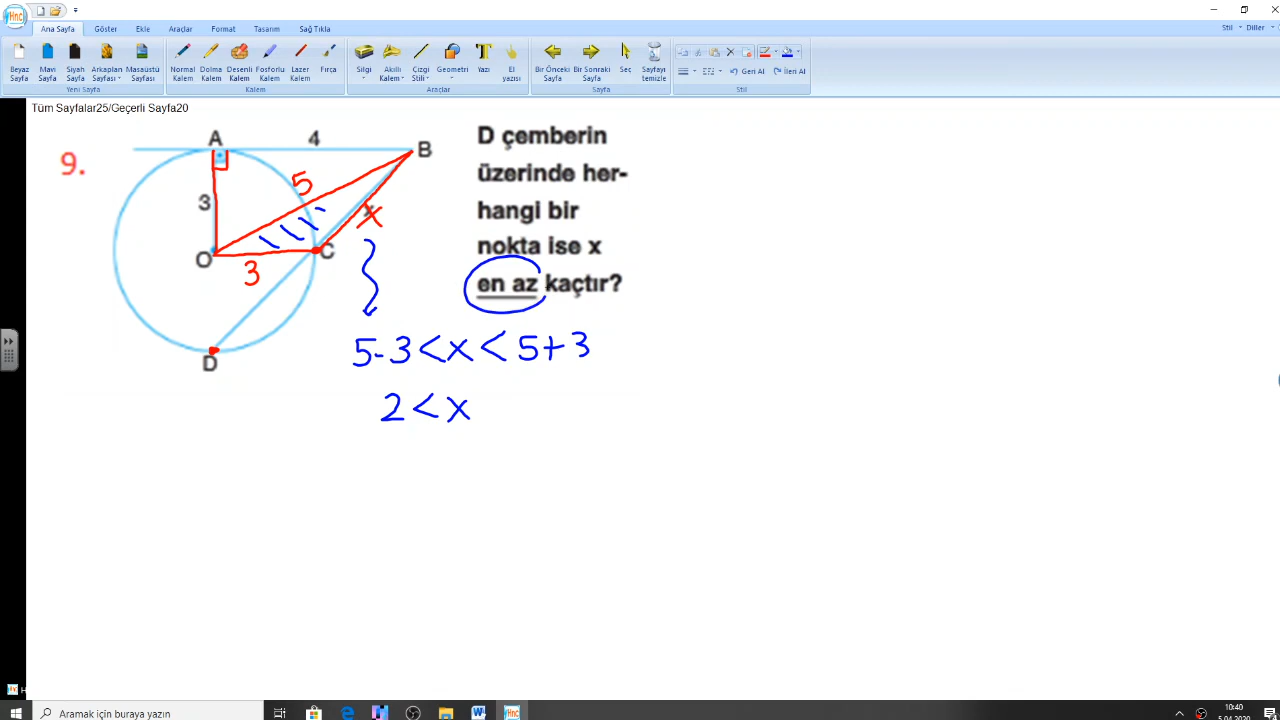 Ana Sayfa Göster Ekle Araçlar Format Tasarım Sağ Tıkla Stil Diller
Beyaz Sayfa Mavi Sayfa Siyah Sayfa Arkaplan Sayfası Masaüstü Sayfası Normal Kalem Dolma Kalem Desenli Kalem Fosforlu Kalem Lazer Kalem Fırça Silgi Akıllı Kalem Çizgi Stili Geometri Yazı El yazısı Bir Önceki Sayfa Bir Sonraki Sayfa Seç Sayfayı temizle Geri Al İleri Al
Yeni Sayfa Kalem Araçlar Sayfa Stil
Tüm Sayfalar25/Geçerli Sayfa20
9.
A 4 B
5
3
x
O C
3
D
D çemberin
üzerinde her-
hangi bir
nokta ise x
en az kaçtır?
5-3<x<5+3
2<x
Aramak için buraya yazın
10:40
5.04.2020